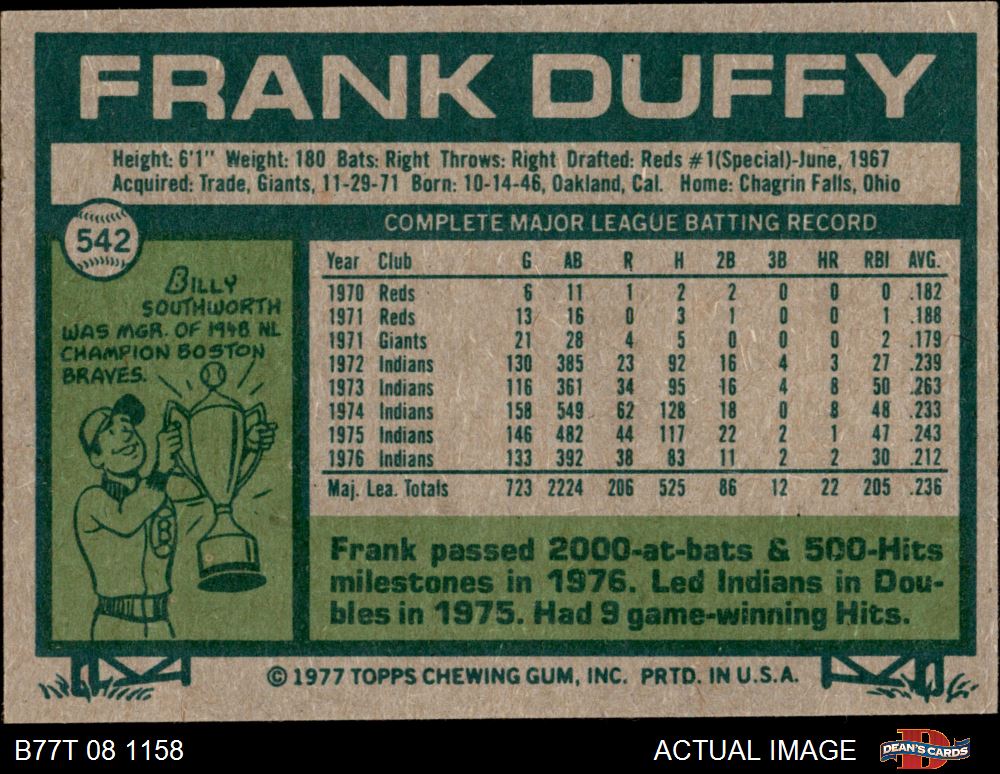 FRANK DUFFY
Height: 6'1" Weight: 180 Bats: Right Throws: Right Drafted: Reds #1(Special)-June, 1967
Acquired: Trade, Giants, 11-29-71 Born: 10-14-46, Oakland, Cal. Home: Chagrin Falls, Ohio
542
BILLY
SOUTHWORTH
WAS MGR. OF 1948 NL
CHAMPION BOSTON
BRAVES.
B
COMPLETE MAJOR LEAGUE BATTING RECORD
Year Club G AB R H 2B 3B HR RBI AVG.
1970 Reds 6 11 1 2 2 0 0 0 .182
1971 Reds 13 16 0 3 1 0 0 1 .188
1971 Giants 21 28 4 5 0 0 0 2 .179
1972 Indians 130 385 23 92 16 4 3 27 .239
1973 Indians 116 361 34 95 16 4 8 50 .263
1974 Indians 158 549 62 128 18 0 8 48 .233
1975 Indians 146 482 44 117 22 2 1 47 .243
1976 Indians 133 392 38 83 11 2 2 30 .212
Maj. Lea. Totals 723 2224 206 525 86 12 22 205 .236
Frank passed 2000-at-bats & 500-Hits
milestones in 1976. Led Indians in Dou-
bles in 1975. Had 9 game-winning Hits.
© 1977 TOPPS CHEWING GUM, INC. PRTD. IN U.S.A.
B77T 08 1158
ACTUAL IMAGE
DEAN'S CARDS